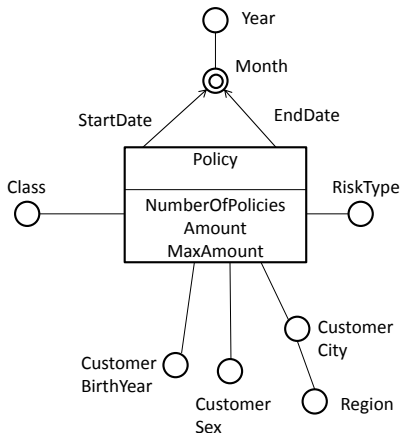 Year
Month
StartDate
EndDate
Policy
Class
RiskType
NumberOfPolicies
Amount
MaxAmount
Customer
City
Customer
BirthYear
Customer
Sex
Region